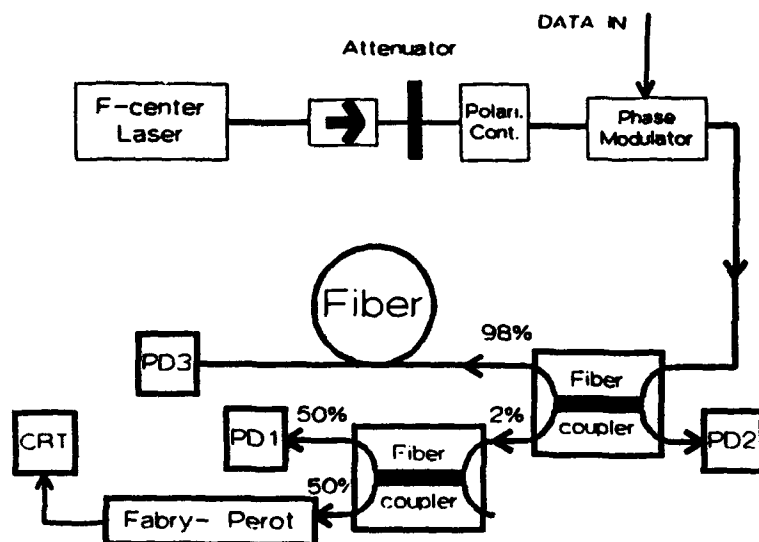 DATA IN
Attenuator
F-center
Laser
Polari.
Cont.
Phase
Modulator
Fiber
98%
PD3
Fiber
coupler
2%
50%
PD1
PD2
CRT
Fiber
coupler
50%
Fabry- Perot